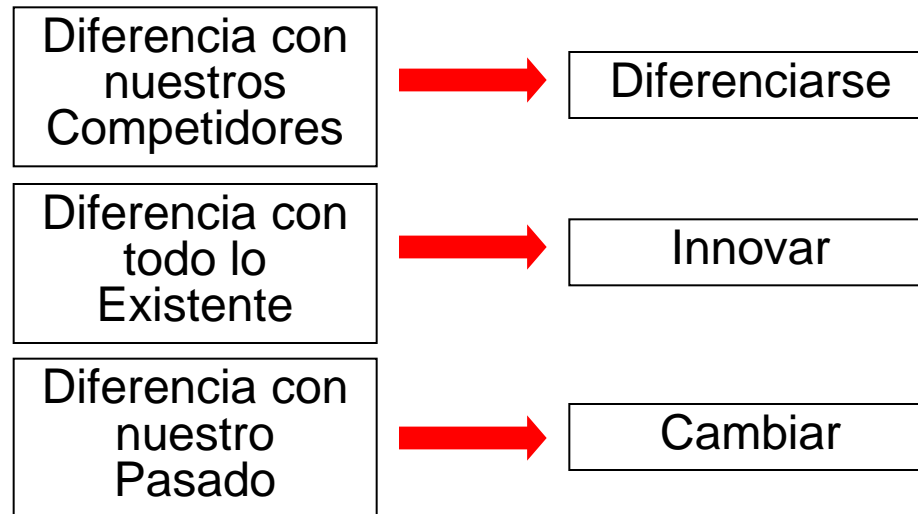 Diferencia con
nuestros
Competidores
Diferenciarse
Diferencia con
todo lo
Existente
Innovar
Diferencia con
nuestro
Pasado
Cambiar